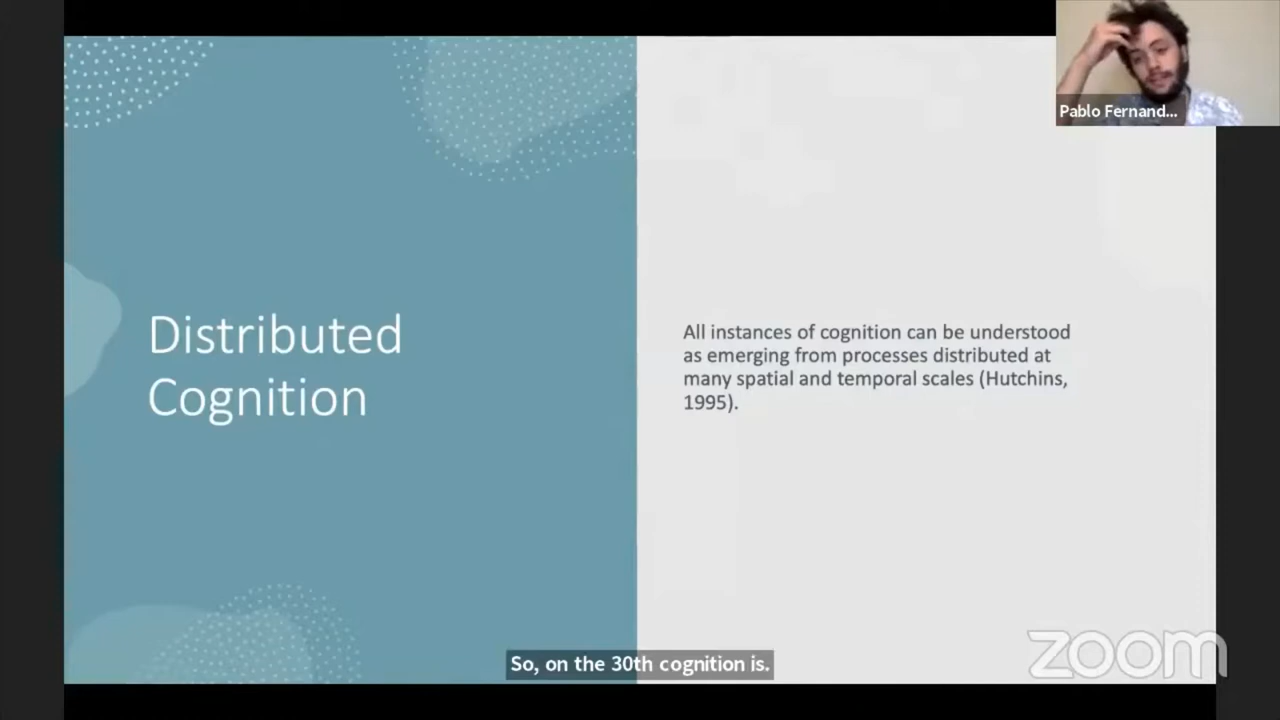 Pablo Fernand...
Distributed
Cognition
All instances of cognition can be understood
as emerging from processes distributed at
many spatial and temporal scales (Hutchins,
1995).
So, on the 30th cognition is.
zoom